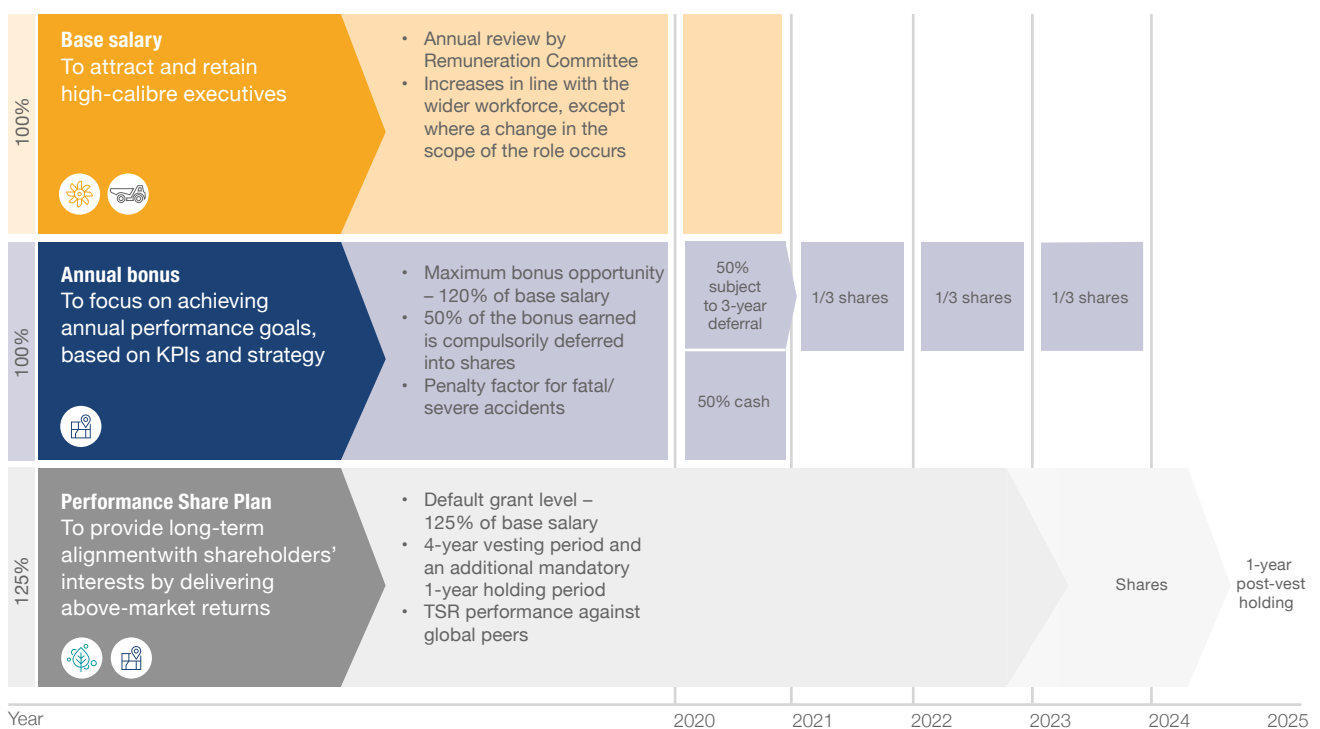 100%
Base salary
To attract and retain
high-calibre executives
• Annual review by
Remuneration Committee
• Increases in line with the
wider workforce, except
where a change in the
scope of the role occurs
100%
Annual bonus
To focus on achieving
annual performance goals,
based on KPIs and strategy
• Maximum bonus opportunity
– 120% of base salary
• 50% of the bonus earned
is compulsorily deferred
into shares
• Penalty factor for fatal/
severe accidents
50%
subject
to 3-year
deferral
50% cash
1/3 shares
1/3 shares
1/3 shares
125%
Performance Share Plan
To provide long-term
alignmentwith shareholders’
interests by delivering
above-market returns
• Default grant level –
125% of base salary
• 4-year vesting period and
an additional mandatory
1-year holding period
• TSR performance against
global peers
Shares
1-year
post-vest
holding
Year
2020
2021
2022
2023
2024
2025